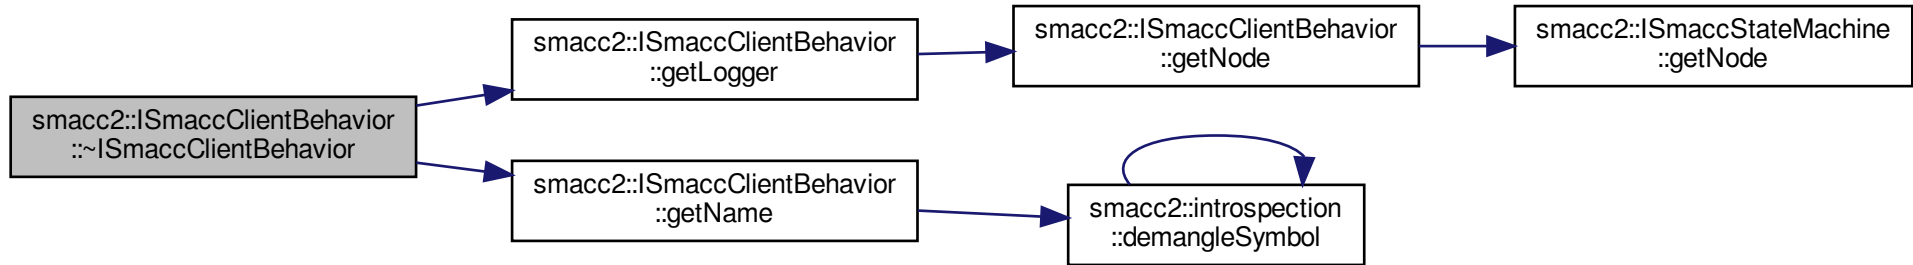 smacc2::ISmaccClientBehavior
::~ISmaccClientBehavior
smacc2::ISmaccClientBehavior
::getLogger
smacc2::ISmaccClientBehavior
::getNode
smacc2::ISmaccStateMachine
::getNode
smacc2::ISmaccClientBehavior
::getName
smacc2::introspection
::demangleSymbol